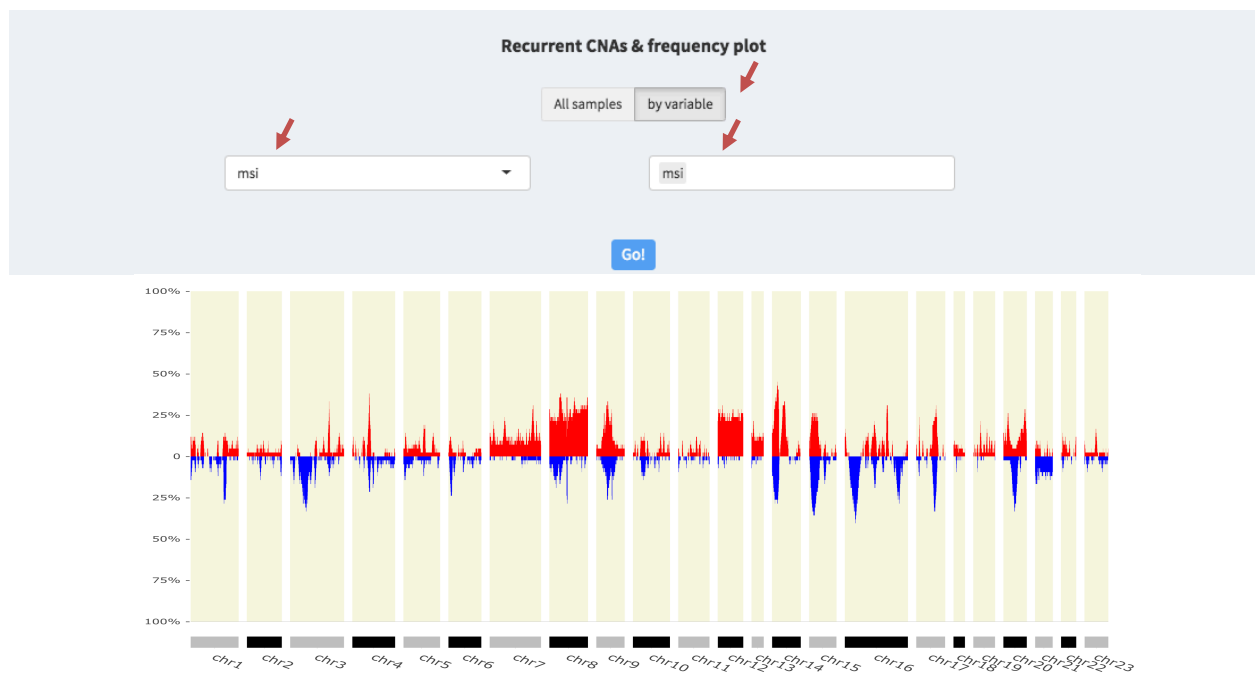 Recurrent CNAs & frequency plot
All samples by variable
msi msi
Go!
100%
75%
50%
25%
0
25%
50%
75%
100%
chr1 chr2 chr3 chr4 chr5 chr6 chr7 chr8 chr9 chr10 chr11 chr12 chr13 chr14 chr15 chr16 chr17 chr18 chr19 chr20 chr21 chr22 chr23